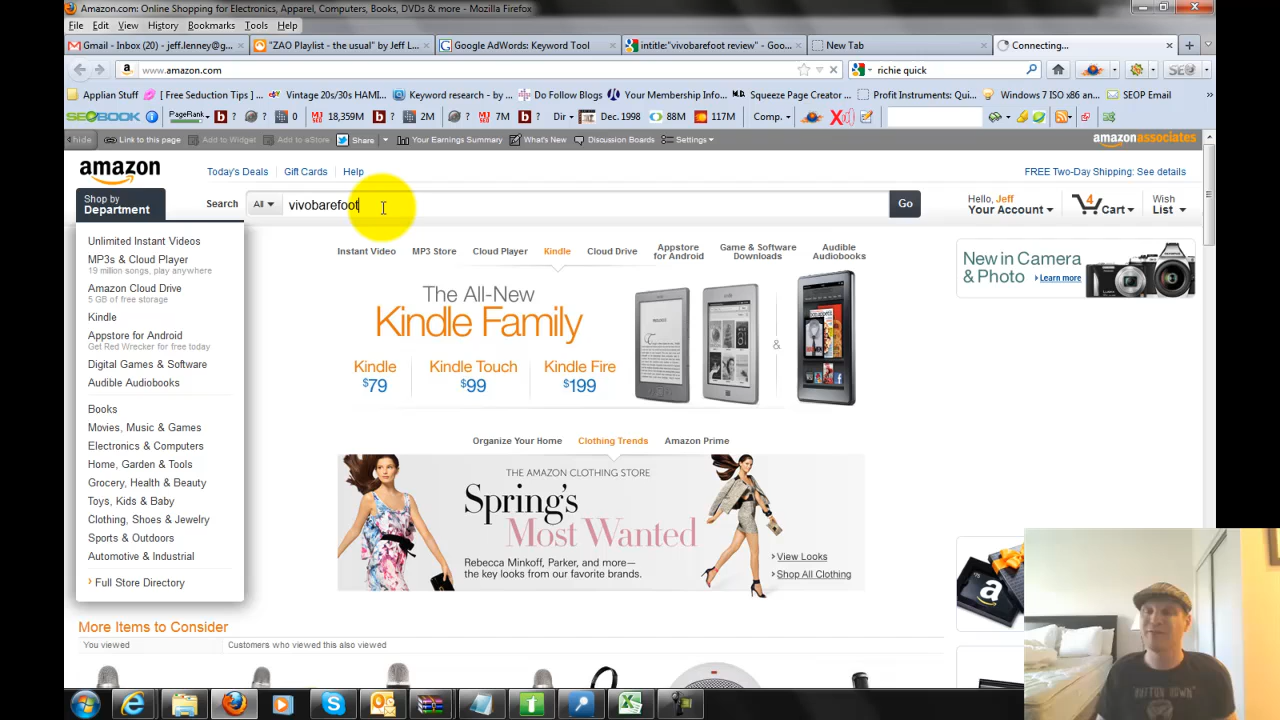 Amazon.com: Online Shopping for Electronics, Apparel, Computers, Books, DVDs & more - Mozilla Firefox
File Edit View History Bookmarks Tools Help
Gmail - Inbox (20) - jeff.lenney@g... "ZAO Playlist - the usual" by Jeff L... Google AdWords: Keyword Tool intitle:"vivobarefoot review" - Goo... New Tab Connecting...
www.amazon.com richie quick
Applian Stuff [ Free Seduction Tips ] ... Vintage 20s/30s HAMI... Keyword research - by ... Do Follow Blogs Your Membership Info... Squeeze Page Creator ... Profit Instruments: Qui... Windows 7 ISO x86 an... SEOP Email
SEOBOOK PageRank ? ? 0 18,359M ? 2M ? 7M ? Dir Dec. 1998 88M 117M Comp.
hide Link to this page Add to Widget Add to aStore Share Your Earnings Summary What's New Discussion Boards Settings amazonassociates
amazon Today's Deals Gift Cards Help FREE Two-Day Shipping: See details
Shop by
Department
Search All vivobarefoot Go
Hello, Jeff
Your Account
4 Cart
Wish
List
Unlimited Instant Videos
MP3s & Cloud Player
19 million songs, play anywhere
Amazon Cloud Drive
5 GB of free storage
Kindle
Appstore for Android
Get Red Wrecker for free today
Digital Games & Software
Audible Audiobooks
Books
Movies, Music & Games
Electronics & Computers
Home, Garden & Tools
Grocery, Health & Beauty
Toys, Kids & Baby
Clothing, Shoes & Jewelry
Sports & Outdoors
Automotive & Industrial
Full Store Directory
Instant Video MP3 Store Cloud Player Kindle Cloud Drive Appstore for Android Game & Software Downloads Audible Audiobooks
The All-New
Kindle Family
Kindle Kindle Touch & Kindle Fire
$79 $99 $199
New in Camera
& Photo Learn more
Organize Your Home Clothing Trends Amazon Prime
THE AMAZON CLOTHING STORE
Spring's
Most Wanted
Rebecca Minkoff, Parker, and more—
the key looks from our favorite brands.
View Looks
Shop All Clothing
More Items to Consider
You viewed Customers who viewed this also viewed